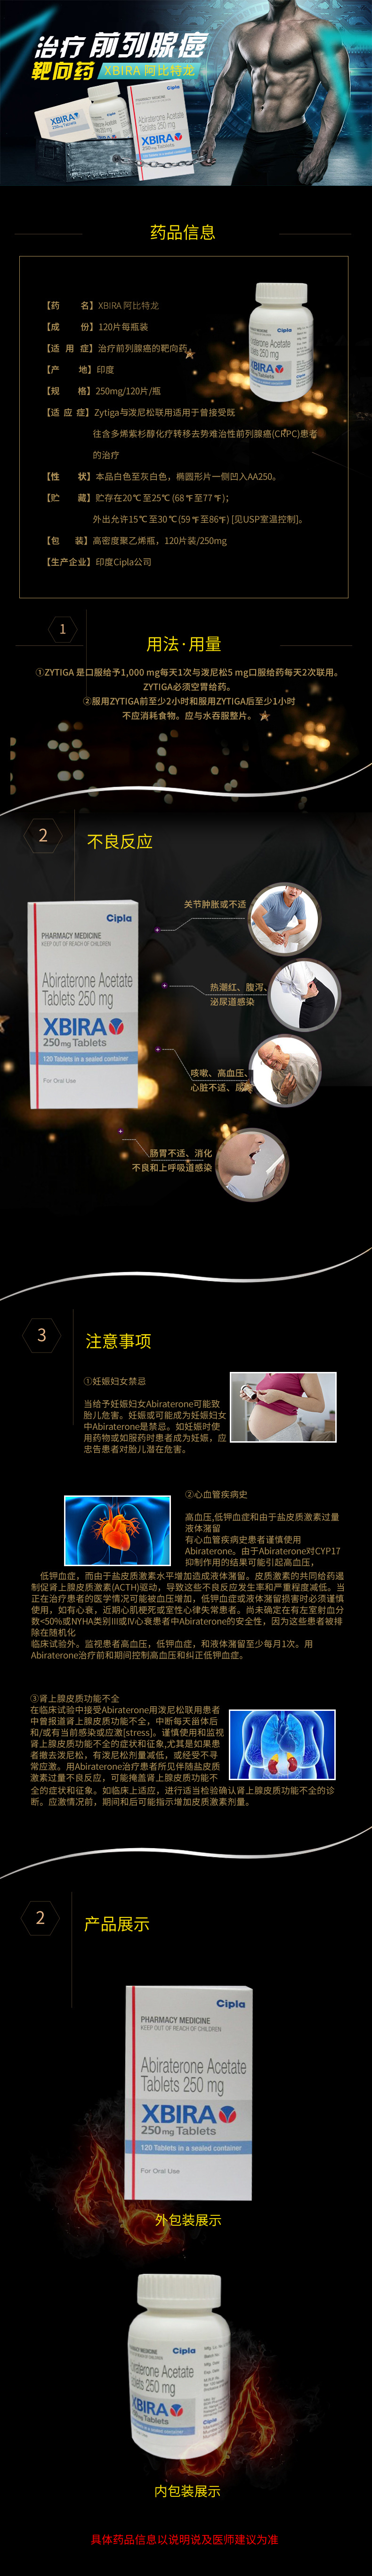 治疗前列腺癌
靶向药 XBIRA 阿比特龙
XBIRA
250mg Tablets
PHARMACY MEDICINE
Abiraterone Acetate
Tablets 250 mg
XBIRA
250mg Tablets
药品信息
【药 名】XBIRA 阿比特龙
【成 份】120片每瓶装
【适 用 症】治疗前列腺癌的靶向药
【产 地】印度
【规 格】250mg/120片/瓶
【适 应 症】Zytiga与泼尼松联用适用于曾接受既
往含多烯紫杉醇化疗转移去势难治性前列腺癌(CRPC)患者
的治疗
【性 状】本品白色至灰白色，椭圆形片一侧凹入AA250。
【贮 藏】贮存在20℃至25℃(68℉至77℉)；
外出允许15℃至30℃(59℉至86℉) [见USP室温控制]。
【包 装】高密度聚乙烯瓶，120片装/250mg
【生产企业】印度Cipla公司
Cipla
1
用法·用量
①ZYTIGA 是口服给予1,000 mg每天1次与泼尼松5 mg口服给药每天2次联用。
ZYTIGA必须空胃给药。
②服用ZYTIGA前至少2小时和服用ZYTIGA后至少1小时
不应消耗食物。应与水吞服整片。
2
不良反应
关节肿胀或不适
热潮红、腹泻、
泌尿道感染
咳嗽、高血压、
心脏不适、尿频
肠胃不适、消化
不良和上呼吸道感染
Cipla
PHARMACY MEDICINE
KEEP OUT OF REACH OF CHILDREN
Abiraterone Acetate
Tablets 250 mg
XBIRA
250mg Tablets
120 Tablets in a sealed container
For Oral Use
3
注意事项
①妊娠妇女禁忌
当给予妊娠妇女Abiraterone可能致
胎儿危害。妊娠或可能成为妊娠妇女
中Abiraterone是禁忌。如妊娠时使
用药物或如服药时患者成为妊娠，应
忠告患者对胎儿潜在危害。
②心血管疾病史
高血压,低钾血症和由于盐皮质激素过量
液体潴留
有心血管疾病史患者谨慎使用
Abiraterone。由于Abiraterone对CYP17
抑制作用的结果可能引起高血压，
低钾血症，而由于盐皮质激素水平增加造成液体潴留。皮质激素的共同给药遏
制促肾上腺皮质激素(ACTH)驱动，导致这些不良反应发生率和严重程度减低。当
正在治疗患者的医学情况可能被血压增加，低钾血症或液体潴留损害时必须谨慎
使用，如有心衰，近期心肌梗死或室性心律失常患者。尚未确定在有左室射血分
数<50%或NYHA类别III或IV心衰患者中Abiraterone的安全性，因为这些患者被排
除在随机化
临床试验外。监视患者高血压，低钾血症，和液体潴留至少每月1次。用
Abiraterone治疗前和期间控制高血压和纠正低钾血症。
③肾上腺皮质功能不全
在临床试验中接受Abiraterone用泼尼松联用患者
中曾报道肾上腺皮质功能不全，中断每天甾体后
和/或有当前感染或应激[stress]。谨慎使用和监视
肾上腺皮质功能不全的症状和征象,尤其是如果患
者撤去泼尼松，有泼尼松剂量减低，或经受不寻
常应激。用Abiraterone治疗患者所见伴随盐皮质
激素过量不良反应，可能掩盖肾上腺皮质功能不
全的症状和征象。如临床上适应，进行适当检验确认肾上腺皮质功能不全的诊
断。应激情况前，期间和后可能指示增加皮质激素剂量。
2
产品展示
Cipla
PHARMACY MEDICINE
KEEP OUT OF REACH OF CHILDREN
Abiraterone Acetate
Tablets 250 mg
XBIRA
250mg Tablets
120 Tablets in a sealed container
For Oral Use
外包装展示
Cipla
内包装展示
具体药品信息以说明说及医师建议为准